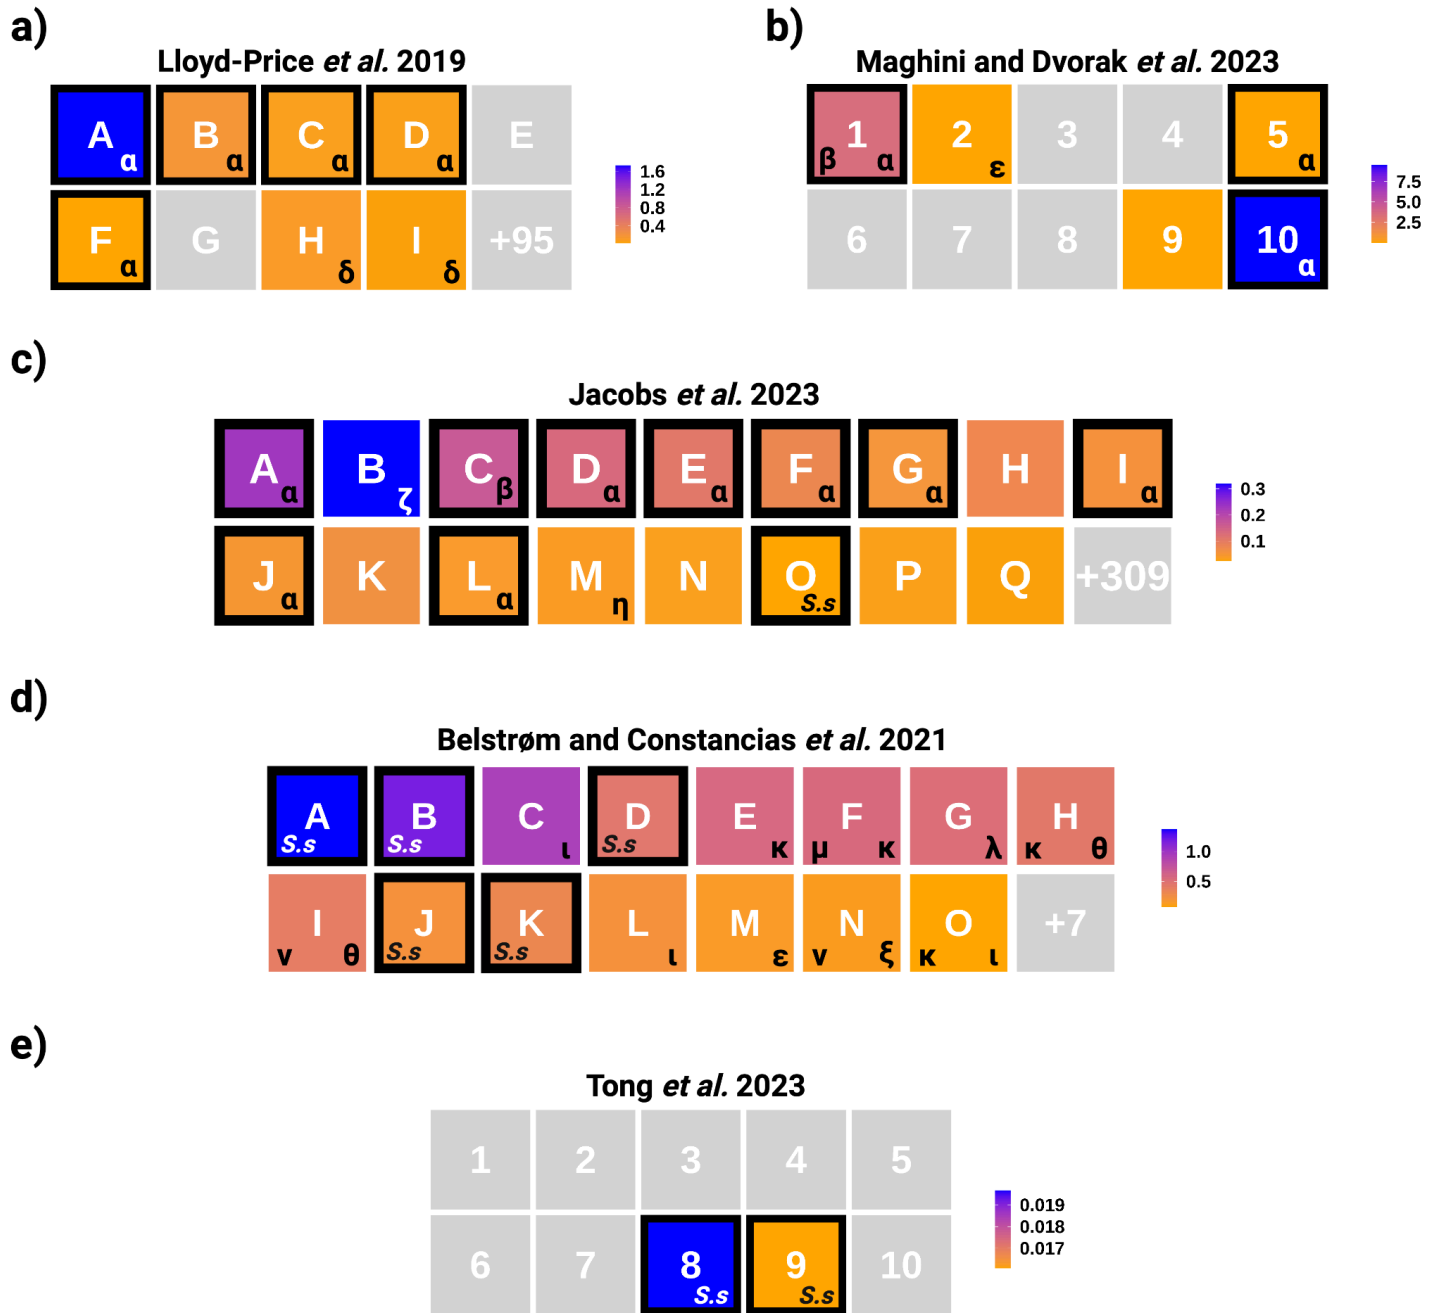 a)
Lloyd-Price et al. 2019
A α B α C α D α E
F α G H δ I δ +95
1.6
1.2
0.8
0.4
b)
Maghini and Dvorak et al. 2023
1 β α 2 ε 3 4 5 α
6 7 8 9 10 α
7.5
5.0
2.5
c)
Jacobs et al. 2023
A α B ζ C β D α E α F α G α H I α
J α K L α M η N O S.s P Q +309
0.3
0.2
0.1
d)
Belstrøm and Constancias et al. 2021
A S.s B S.s C ι D S.s E κ F μ κ G λ H κ θ
I ν θ J S.s K S.s L ι M ε N ν ξ O κ ι +7
1.0
0.5
e)
Tong et al. 2023
1 2 3 4 5
6 7 8 S.s 9 S.s 10
0.019
0.018
0.017